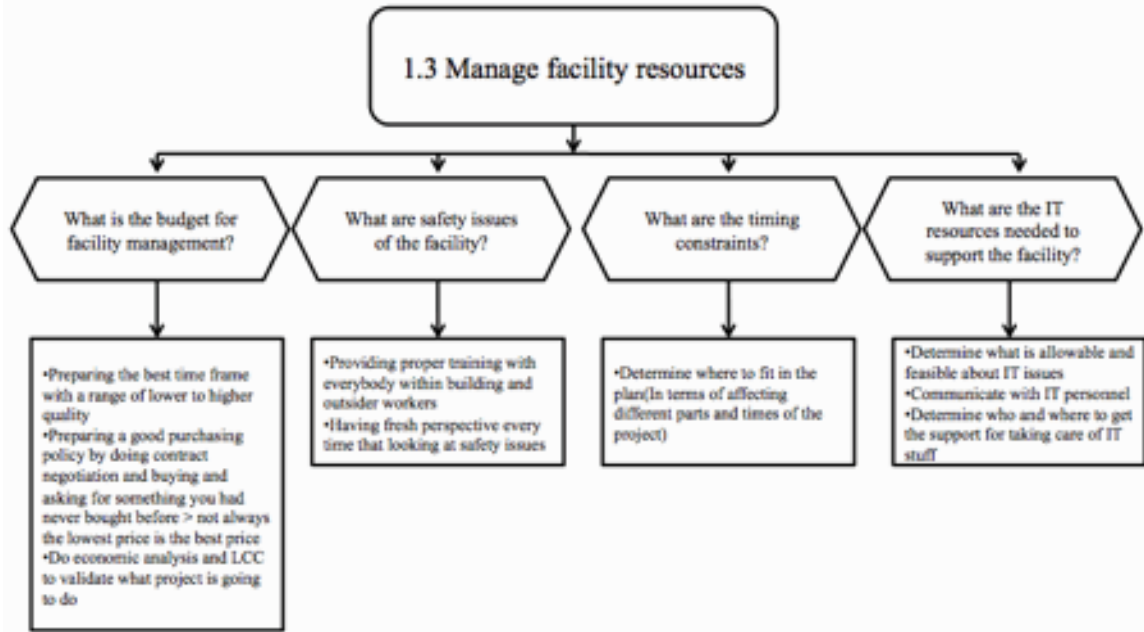 1.3 Manage facility resources
What is the budget for
facility management?
What are safety issues
of the facility?
What are the timing
constraints?
What are the IT
resources needed to
support the facility?
•Preparing the best time frame
with a range of lower to higher
quality
•Preparing a good purchasing
policy by doing contract
negotiation and buying and
asking for something you had
never bought before > not always
the lowest price is the best price
•Do economic analysis and LCC
to validate what project is going
to do
•Providing proper training with
everybody within building and
outsider workers
•Having fresh perspective every
time that looking at safety issues
•Determine where to fit in the
plan(In terms of affecting
different parts and times of the
project)
•Determine what is allowable and
feasible about IT issues
•Communicate with IT personnel
•Determine who and where to get
the support for taking care of IT
stuff